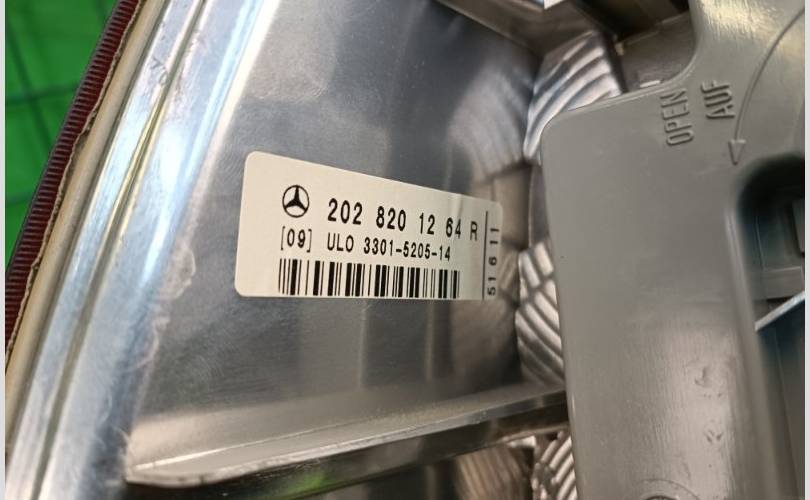 202 820 12 64 R
[09] ULO 3301-5205-14
51611
OPEN
AUF